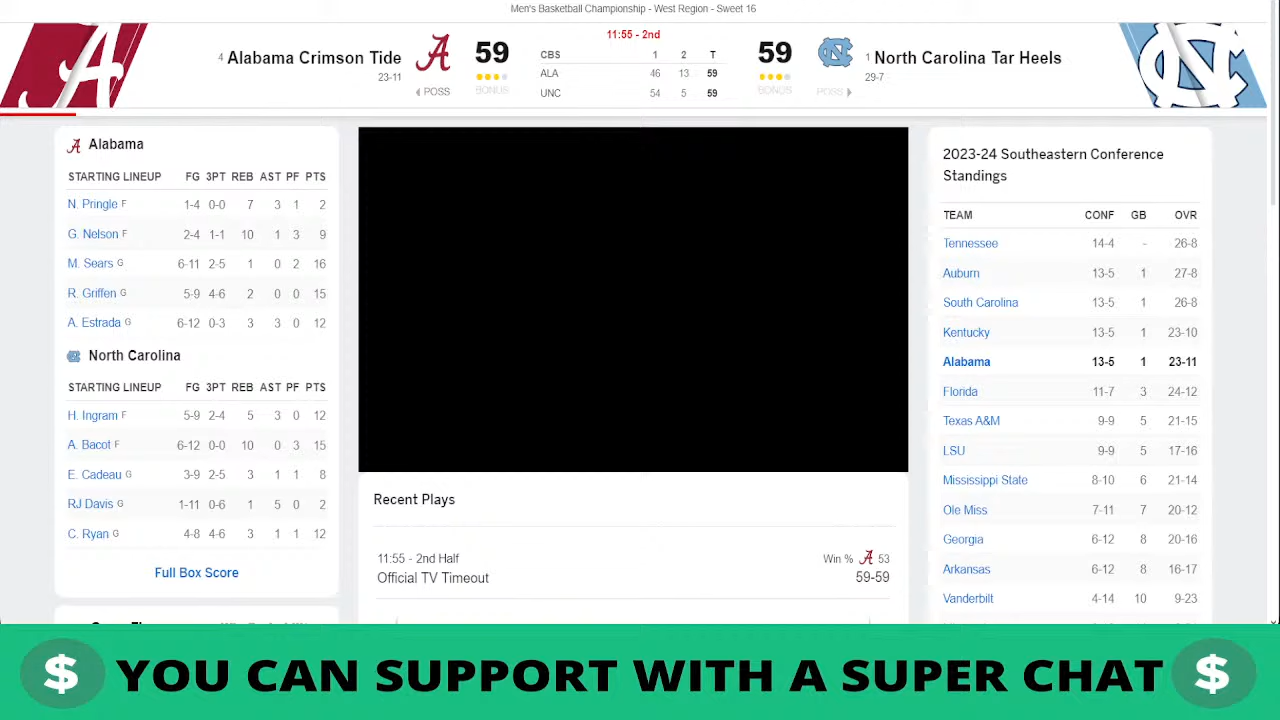 Men's Basketball Championship - West Region - Sweet 16
4 Alabama Crimson Tide
23-11
59
BONUS
POSS
11:55 - 2nd
CBS 1 2 T
ALA 46 13 59
UNC 54 5 59
59
BONUS
POSS
1 North Carolina Tar Heels
29-7
Alabama
STARTING LINEUP FG 3PT REB AST PF PTS
N. Pringle F 1-4 0-0 7 3 1 2
G. Nelson F 2-4 1-1 10 1 3 9
M. Sears G 6-11 2-5 1 0 2 16
R. Griffen G 5-9 4-6 2 0 0 15
A. Estrada G 6-12 0-3 3 3 0 12
North Carolina
STARTING LINEUP FG 3PT REB AST PF PTS
H. Ingram F 5-9 2-4 5 3 0 12
A. Bacot F 6-12 0-0 10 0 3 15
E. Cadeau G 3-9 2-5 3 1 1 8
RJ Davis G 1-11 0-6 1 5 0 2
C. Ryan G 4-8 4-6 3 1 1 12
Full Box Score
Recent Plays
11:55 - 2nd Half
Official TV Timeout
Win % 53
59-59
2023-24 Southeastern Conference
Standings
TEAM CONF GB OVR
Tennessee 14-4 - 26-8
Auburn 13-5 1 27-8
South Carolina 13-5 1 26-8
Kentucky 13-5 1 23-10
Alabama 13-5 1 23-11
Florida 11-7 3 24-12
Texas A&M 9-9 5 21-15
LSU 9-9 5 17-16
Mississippi State 8-10 6 21-14
Ole Miss 7-11 7 20-12
Georgia 6-12 8 20-16
Arkansas 6-12 8 16-17
Vanderbilt 4-14 10 9-23
$ YOU CAN SUPPORT WITH A SUPER CHAT $